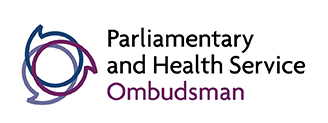 Parliamentary
and Health Service
Ombudsman